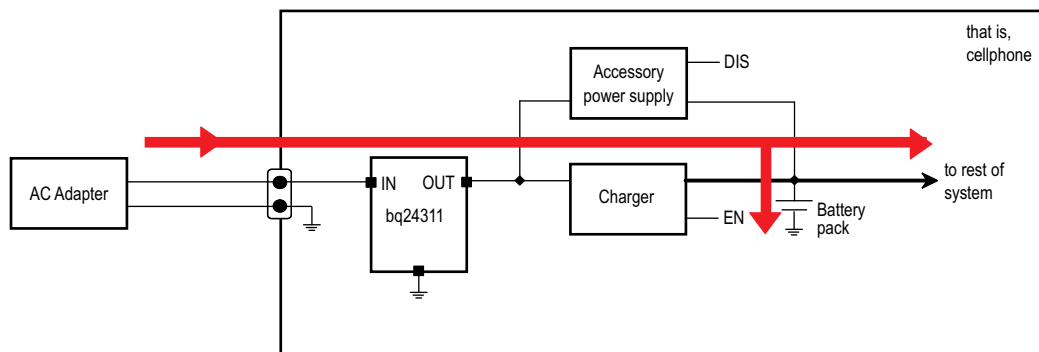 that is,
cellphone
Accessory
power supply
DIS
AC Adapter
IN
OUT
bq24311
Charger
EN
to rest of
system
Battery
pack